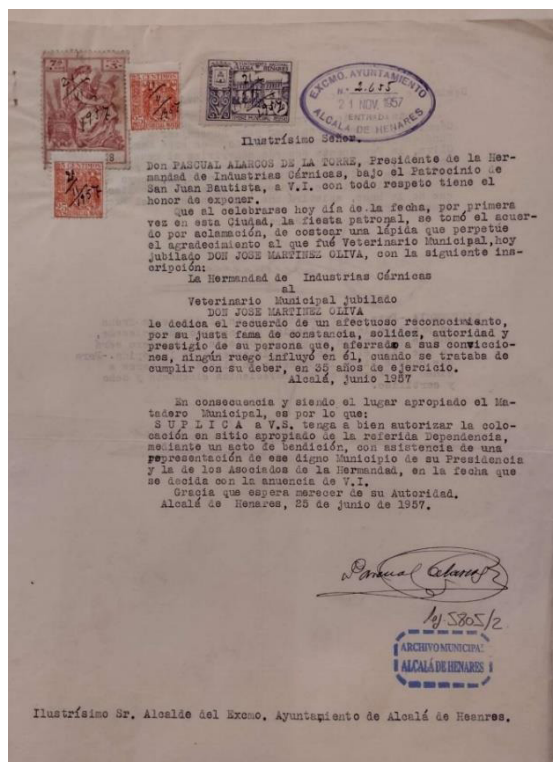 EXCMO. AYUNTAMIENTO
Nº 2.685
21 NOV. 1957
ENTRADA
ALCALÁ DE HENARES
Ilustrísimo Señor.
Don PASCUAL ALARCOS DE LA TORRE, Presidente de la Her-
mandad de Industrias Cárnicas, bajo el Patrocinio de
San Juan Bautista, a V.I. con todo respeto tiene el
honor de exponer.
Que al celebrarse hoy día de la fecha, por primera
vez en esta Ciudad, la fiesta patronal, se tomó el acuer-
do por aclamación, de costear una lápida que perpetúe
el agradecimiento al que fué Veterinario Municipal,hoy
jubilado DON JOSE MARTINEZ OLIVA, con la siguiente ins-
cripción:
La Hermandad de Industrias Cárnicas
al
Veterinario Municipal jubilado
DON JOSE MARTINEZ OLIVA
le dedica el recuerdo de un afectuoso reconocimiento,
por su justa fama de constancia, solidez, autoridad y
prestigio de su persona que, aferrado a sus conviccio-
nes, ningún ruego influyó en él, cuando se trataba de
cumplir con su deber, en 35 años de ejercicio.
Alcalá, junio 1957
En consecuencia y siendo el lugar apropiado el Ma-
tadero Municipal, es por lo que:
S U P L I C A a V.S. tenga a bien autorizar la colo-
cación en sitio apropiado de la referida Dependencia,
mediante un acto de bendición, con asistencia de una
representación de ese digno Municipio de su Presidencia
y la de los Asociados de la Hermandad, en la fecha que
se decida con la anuencia de V.I.
Gracia que espera merecer de su Autoridad.
Alcalá de Henares, 25 de junio de 1957.
Pascual Alarcos
leg. 5805/2
ARCHIVO MUNICIPAL
ALCALÁ DE HENARES
Ilustrísimo Sr. Alcalde del Excmo. Ayuntamiento de Alcalá de Heanres.